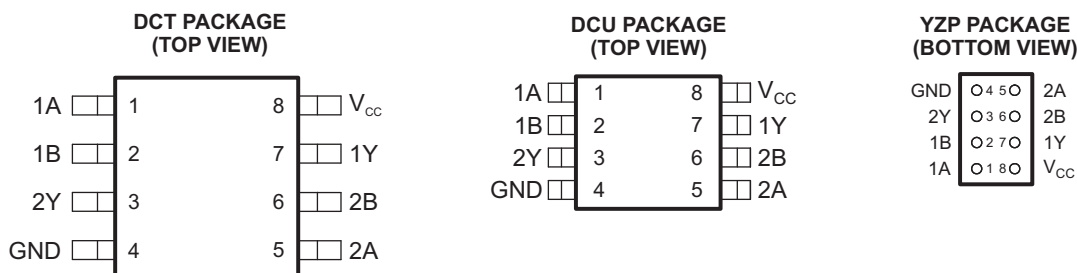 DCT PACKAGE
(TOP VIEW)
1A 1 8 VCC
1B 2 7 1Y
2Y 3 6 2B
GND 4 5 2A
DCU PACKAGE
(TOP VIEW)
1A 1 8 VCC
1B 2 7 1Y
2Y 3 6 2B
GND 4 5 2A
YZP PACKAGE
(BOTTOM VIEW)
GND 4 5 2A
2Y 3 6 2B
1B 2 7 1Y
1A 1 8 VCC